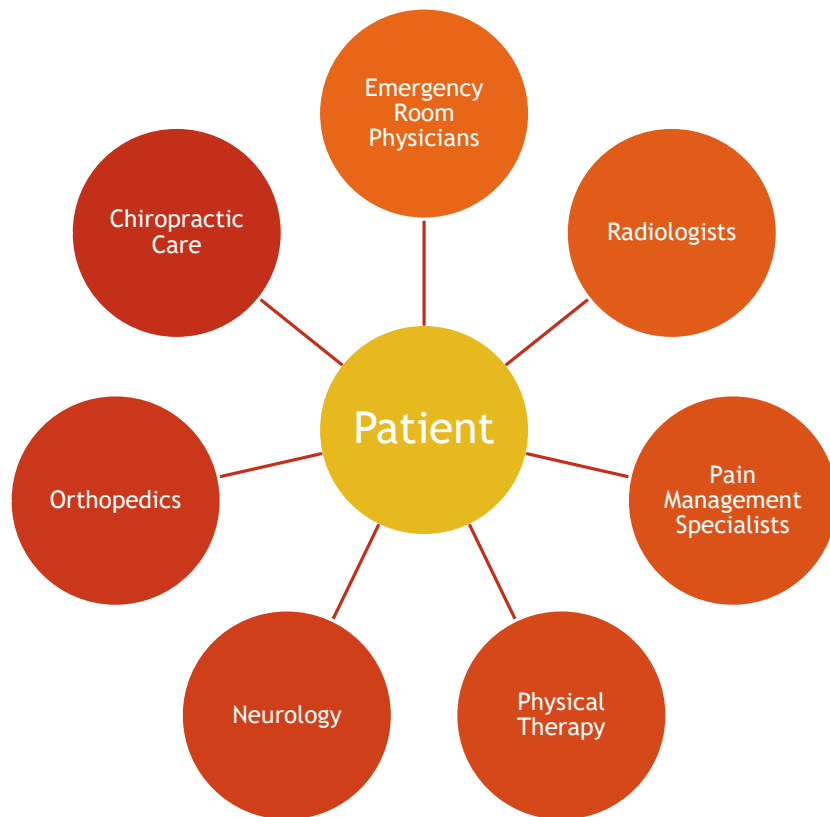 Emergency
Room
Physicians
Radiologists
Pain
Management
Specialists
Physical
Therapy
Neurology
Orthopedics
Chiropractic
Care
Patient